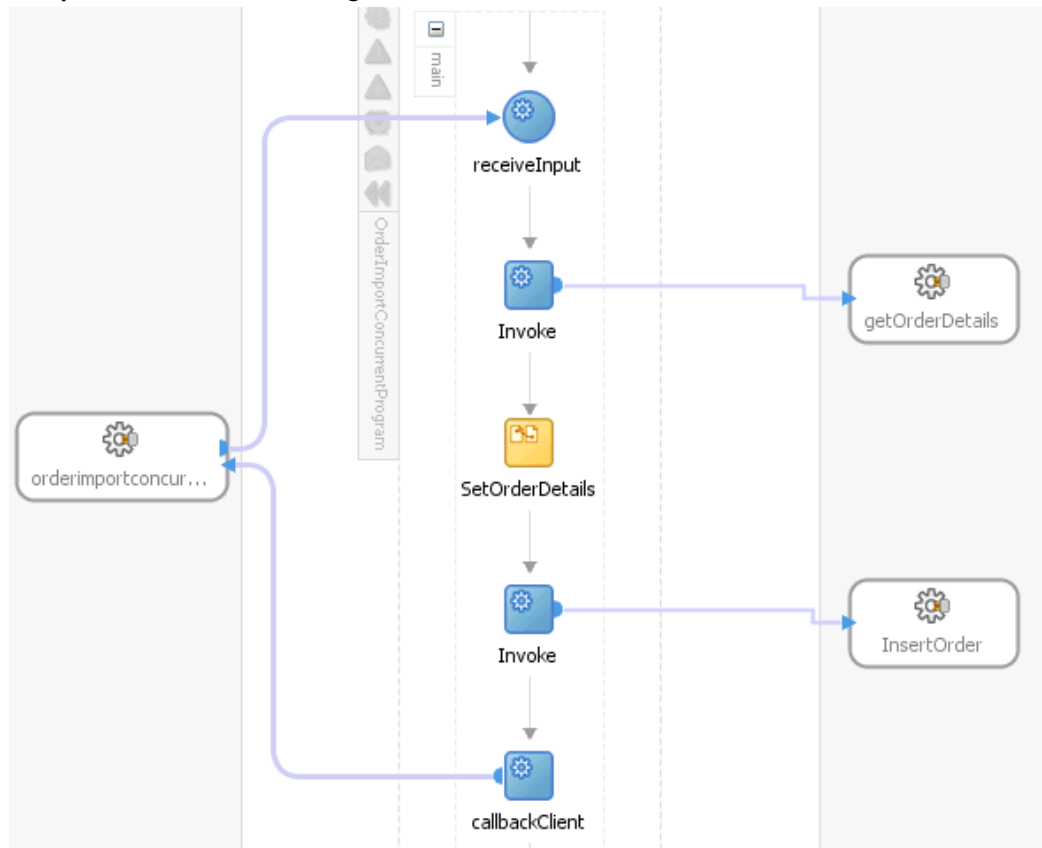 main
receiveInput
OrderImportConcurrentProgram
Invoke
getOrderDetails
orderimportconcur...
SetOrderDetails
Invoke
InsertOrder
callbackClient